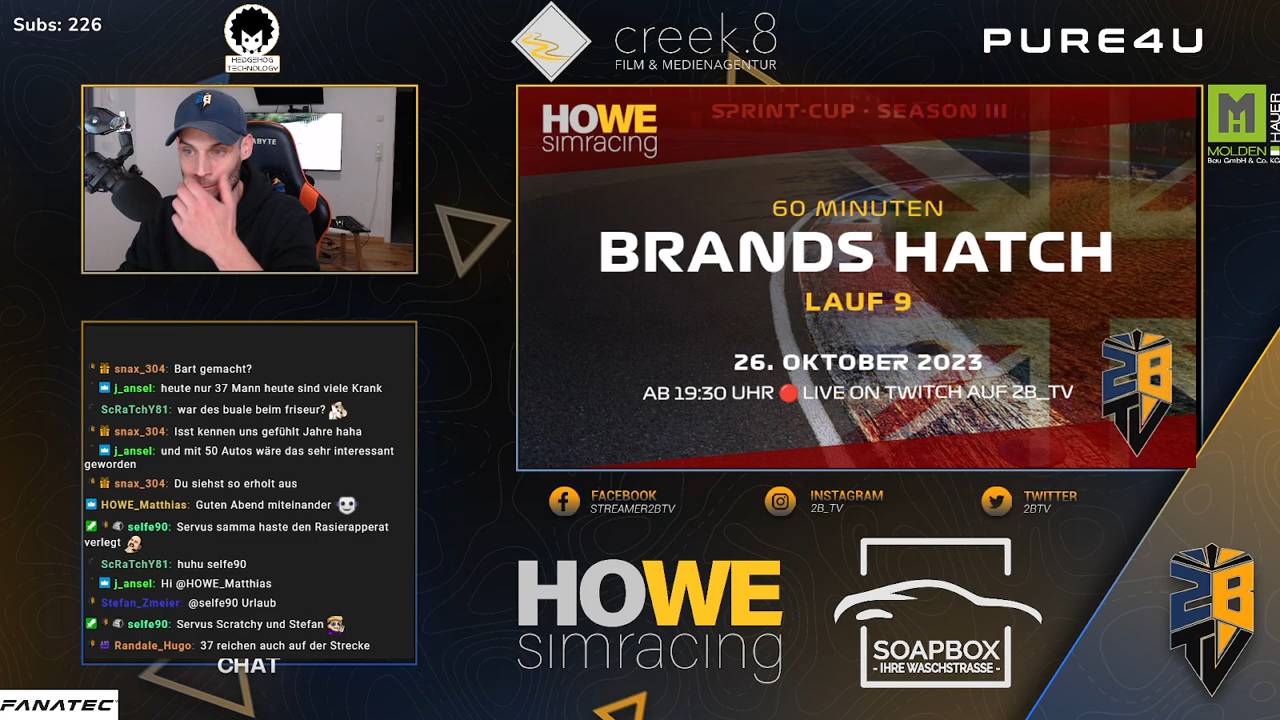 Subs: 226
HEDGEHOG
TECHNOLOGY
creek.8
FILM & MEDIENAGENTUR
PURE4U
MOLDEN
HAUER
Bau GmbH & Co. KG
ABYTE
HOWE
simracing
SPRINT-CUP - SEASON III
60 MINUTEN
BRANDS HATCH
LAUF 9
26. OKTOBER 2023
AB 19:30 UHR 🔴 LIVE ON TWITCH AUF 2B_TV
2B
TV
snax_304: Bart gemacht?
j_ansel: heute nur 37 Mann heute sind viele Krank
ScRaTchY81: war des buale beim friseur?
snax_304: Isst kennen uns gefühlt Jahre haha
j_ansel: und mit 50 Autos wäre das sehr interessant
geworden
snax_304: Du siehst so erholt aus
HOWE_Matthias: Guten Abend miteinander
selfe90: Servus samma haste den Rasierapperat
verlegt
ScRaTchY81: huhu selfe90
j_ansel: Hi @HOWE_Matthias
Stefan_Zmeier: @selfe90 Urlaub
selfe90: Servus Scratchy und Stefan
Randale_Hugo: 37 reichen auch auf der Strecke
CHAT
FACEBOOK
STREAMER2BTV
INSTAGRAM
2B_TV
TWITTER
2BTV
HOWE
simracing
SOAPBOX
- IHRE WASCHSTRASSE -
2B
TV
FANATEC